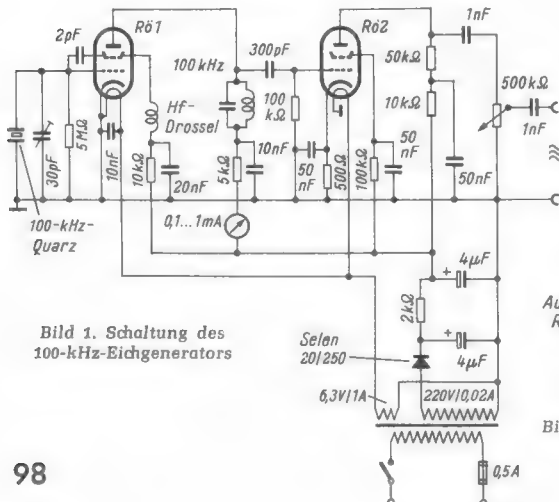 2pF
Rö1
300pF
Rö2
1nF
50kΩ
500kΩ
100kHz
100
kΩ
10kΩ
1nF
Hf-
Drossel
5MΩ
10nF
30pF
10kΩ
20nF
5kΩ
10nF
50
nF
500Ω
100kΩ
50
nF
50nF
100-kHz-
Quarz
0,1...1mA
+
4µF
2kΩ
Selen
20/250
+
4µF
6,3V/1A
220V/0,02A
0,5A
Bild 1. Schaltung des
100-kHz-Eichgenerators
98